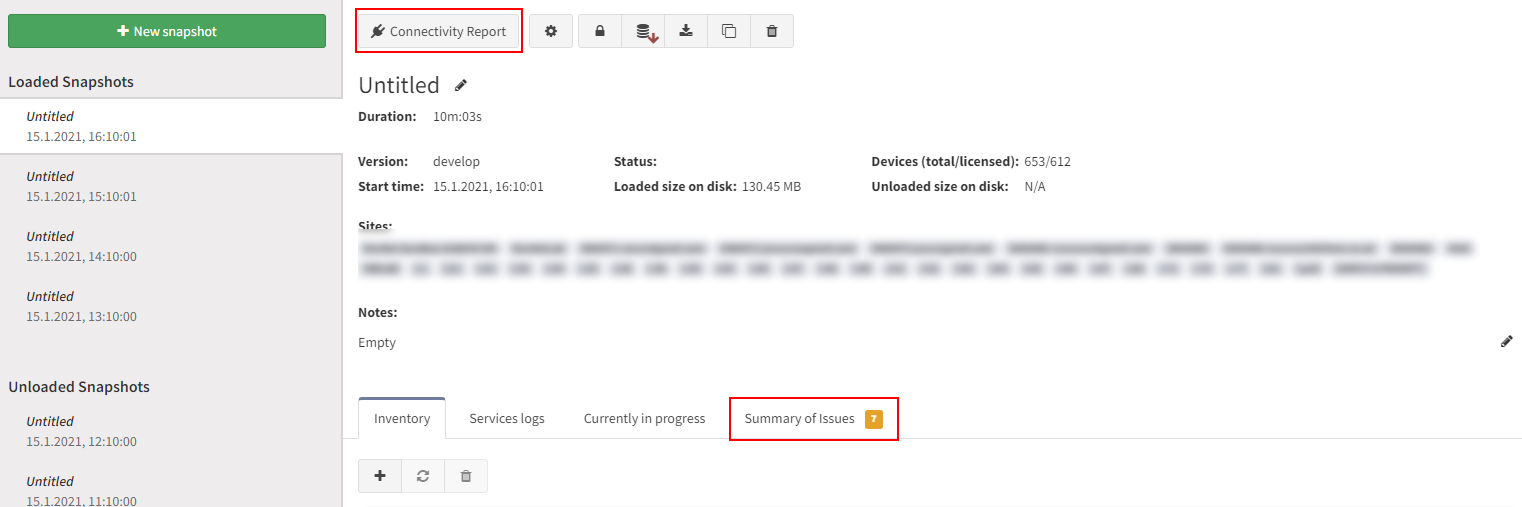 New snapshot
Loaded Snapshots
Untitled
15.1.2021, 16:10:01
Untitled
15.1.2021, 15:10:01
Untitled
15.1.2021, 14:10:00
Untitled
15.1.2021, 13:10:00
Unloaded Snapshots
Untitled
15.1.2021, 12:10:00
Untitled
15.1.2021, 11:10:00
Connectivity Report
Untitled
Duration: 10m:03s
Version: develop Status: Devices (total/licensed): 653/612
Start time: 15.1.2021, 16:10:01 Loaded size on disk: 130.45 MB Unloaded size on disk: N/A
Sites:
Notes:
Empty
Inventory Services logs Currently in progress Summary of Issues 7